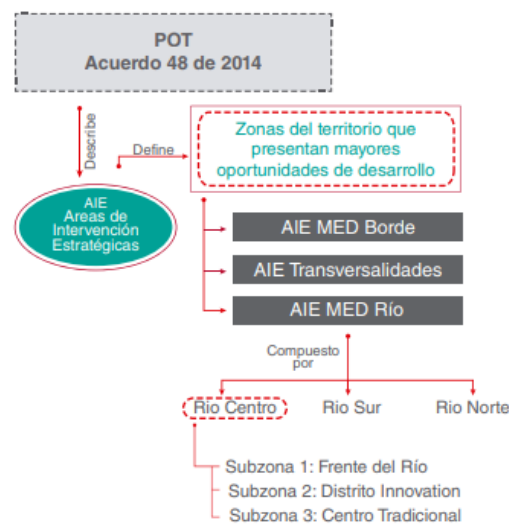 POT
Acuerdo 48 de 2014
Describe
Define
Zonas del territorio que
presentan mayores
oportunidades de desarrollo
AIE
Areas de
Intervención
Estratégicas
AIE MED Borde
AIE Transversalidades
AIE MED Río
Compuesto
por
Rio Centro
Rio Sur
Rio Norte
Subzona 1: Frente del Río
Subzona 2: Distrito Innovation
Subzona 3: Centro Tradicional